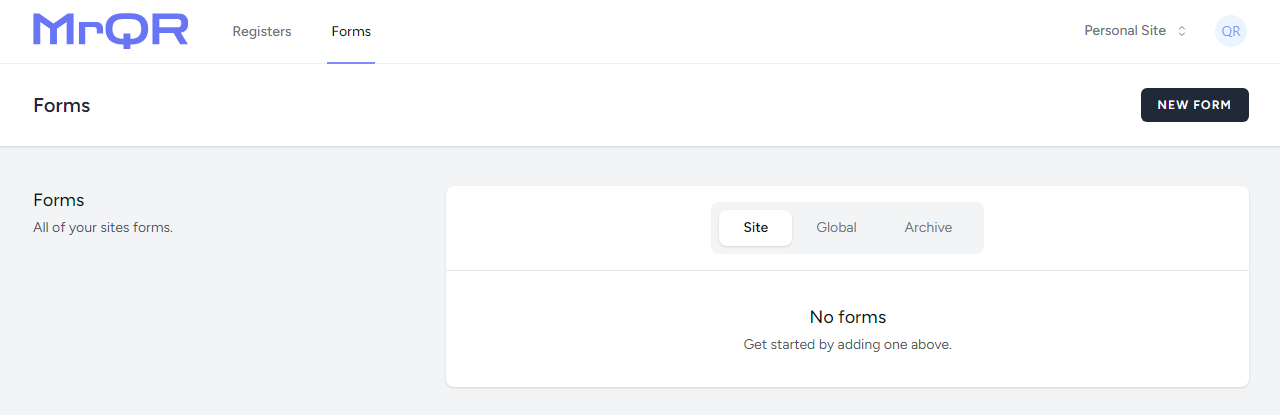 MrQR
Registers
Forms
Personal Site
QR
Forms
NEW FORM
Forms
All of your sites forms.
Site
Global
Archive
No forms
Get started by adding one above.